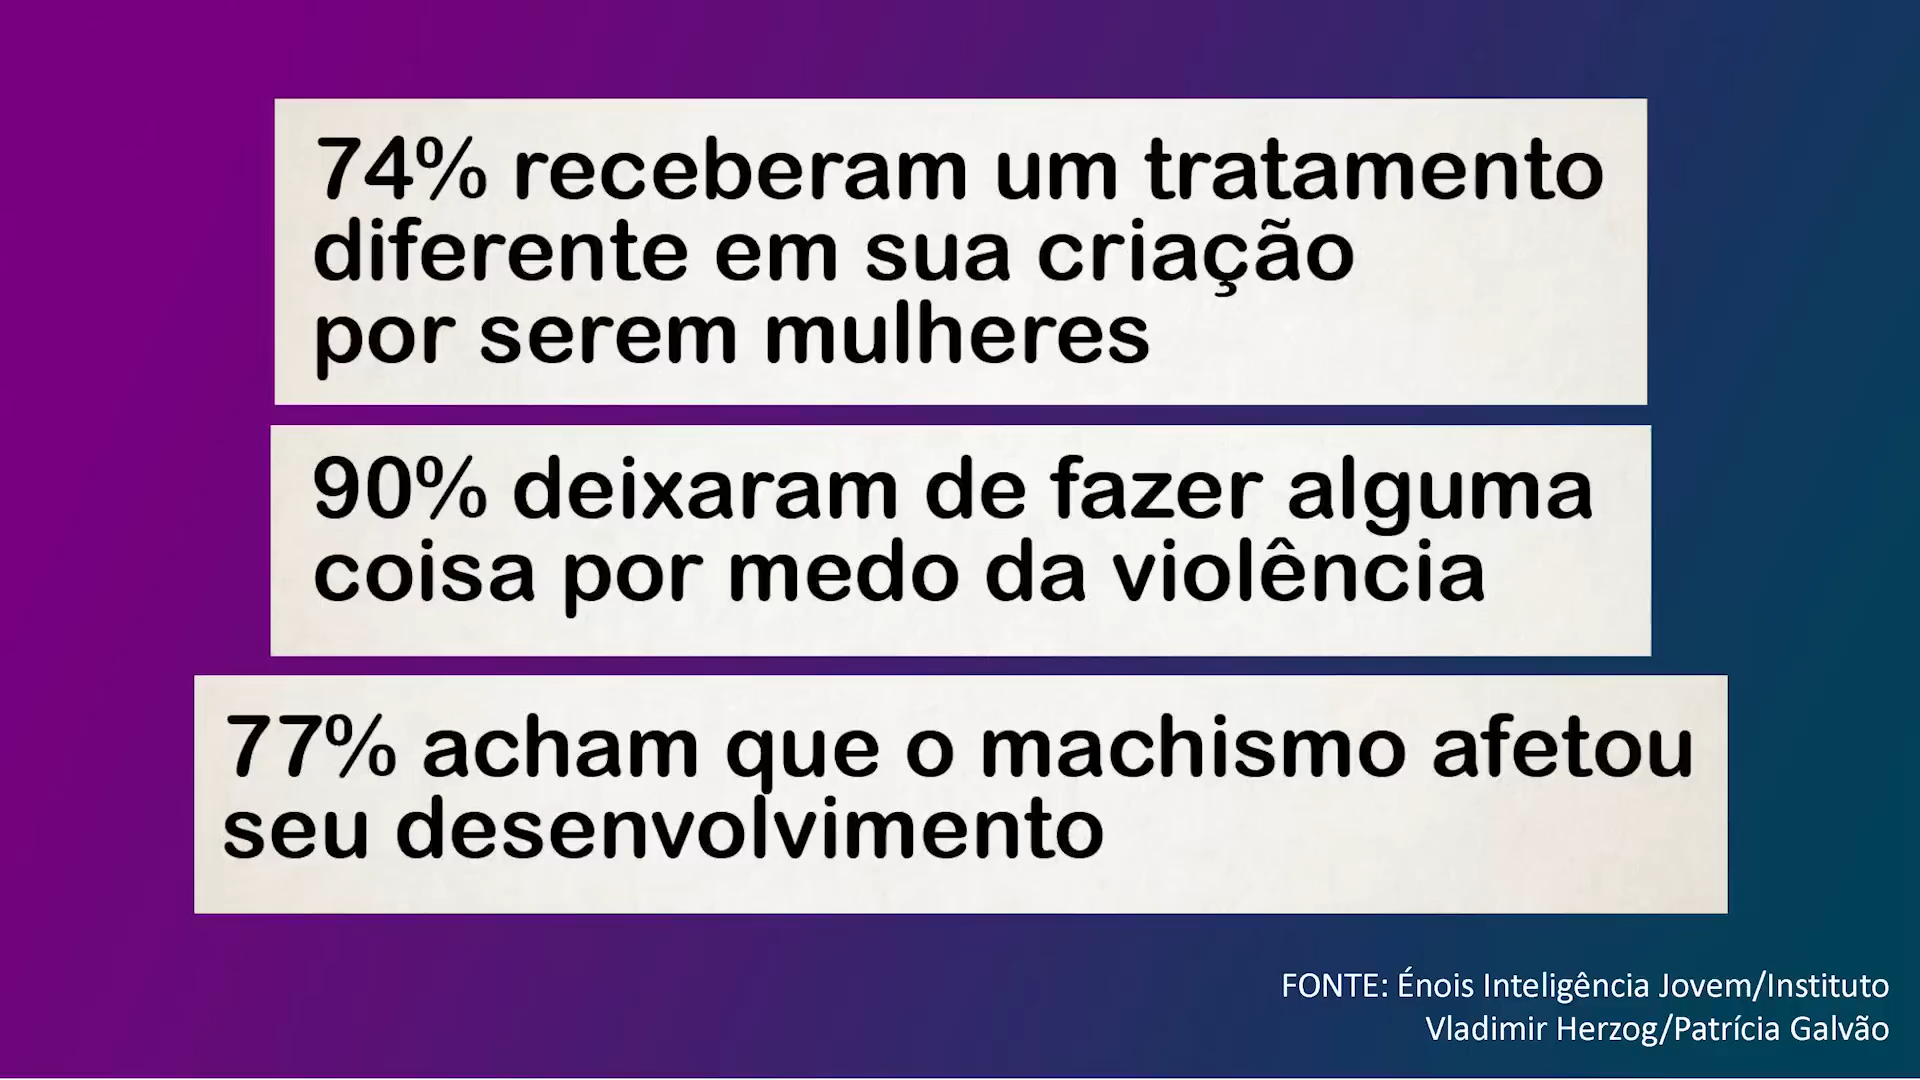 74% receberam um tratamento
diferente em sua criação
por serem mulheres
90% deixaram de fazer alguma
coisa por medo da violência
77% acham que o machismo afetou
seu desenvolvimento
FONTE: Énois Inteligência Jovem/Instituto
Vladimir Herzog/Patrícia Galvão